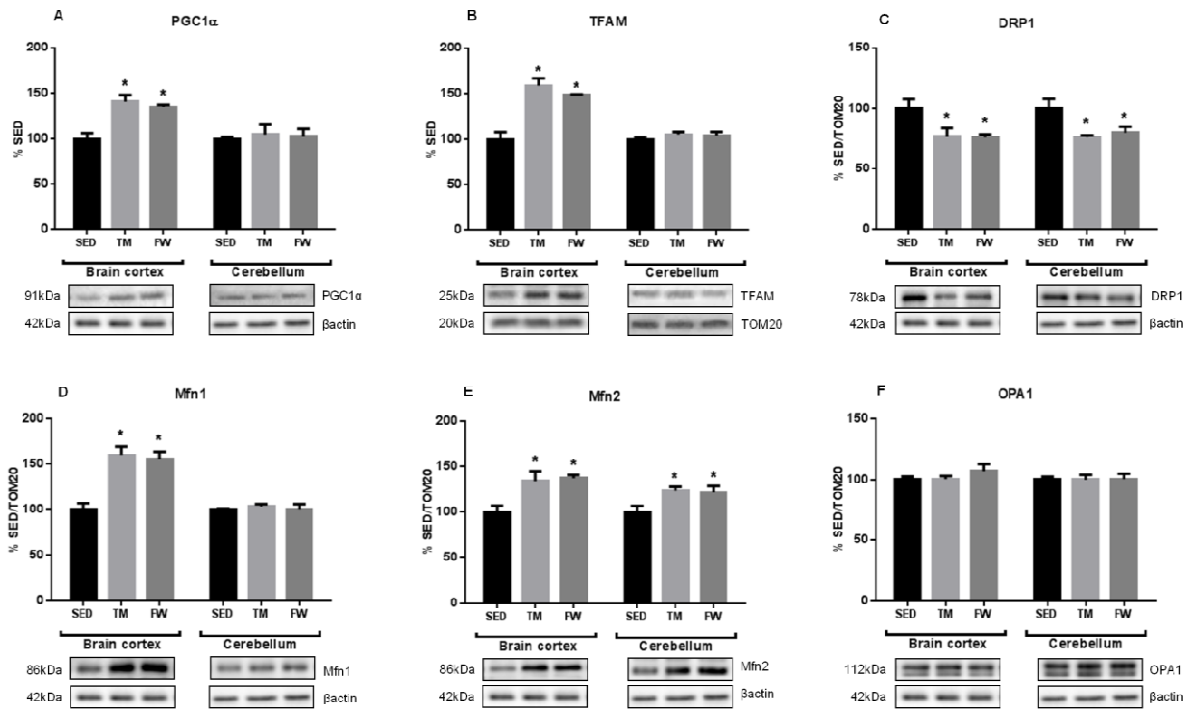 A
PGC1α
200
150
100
50
0
% SED
*
*
SED TM FW SED TM FW
Brain cortex Cerebellum
91kDa PGC1α
42kDa βactin
B
TFAM
200
150
100
50
0
% SED
*
*
SED TM FW SED TM FW
Brain cortex Cerebellum
25kDa TFAM
20kDa TOM20
C
DRP1
150
100
50
0
% SED/TOM20
* * * *
SED TM FW SED TM FW
Brain cortex Cerebellum
78kDa DRP1
42kDa βactin
D
Mfn1
200
150
100
50
0
% SED/TOM20
* *
SED TM FW SED TM FW
Brain cortex Cerebellum
86kDa Mfn1
42kDa βactin
E
Mfn2
200
150
100
50
0
% SED/TOM20
* * * *
SED TM FW SED TM FW
Brain cortex Cerebellum
86kDa Mfn2
42kDa βactin
F
OPA1
150
100
50
0
% SED/TOM20
SED TM FW SED TM FW
Brain cortex Cerebellum
112kDa OPA1
42kDa βactin